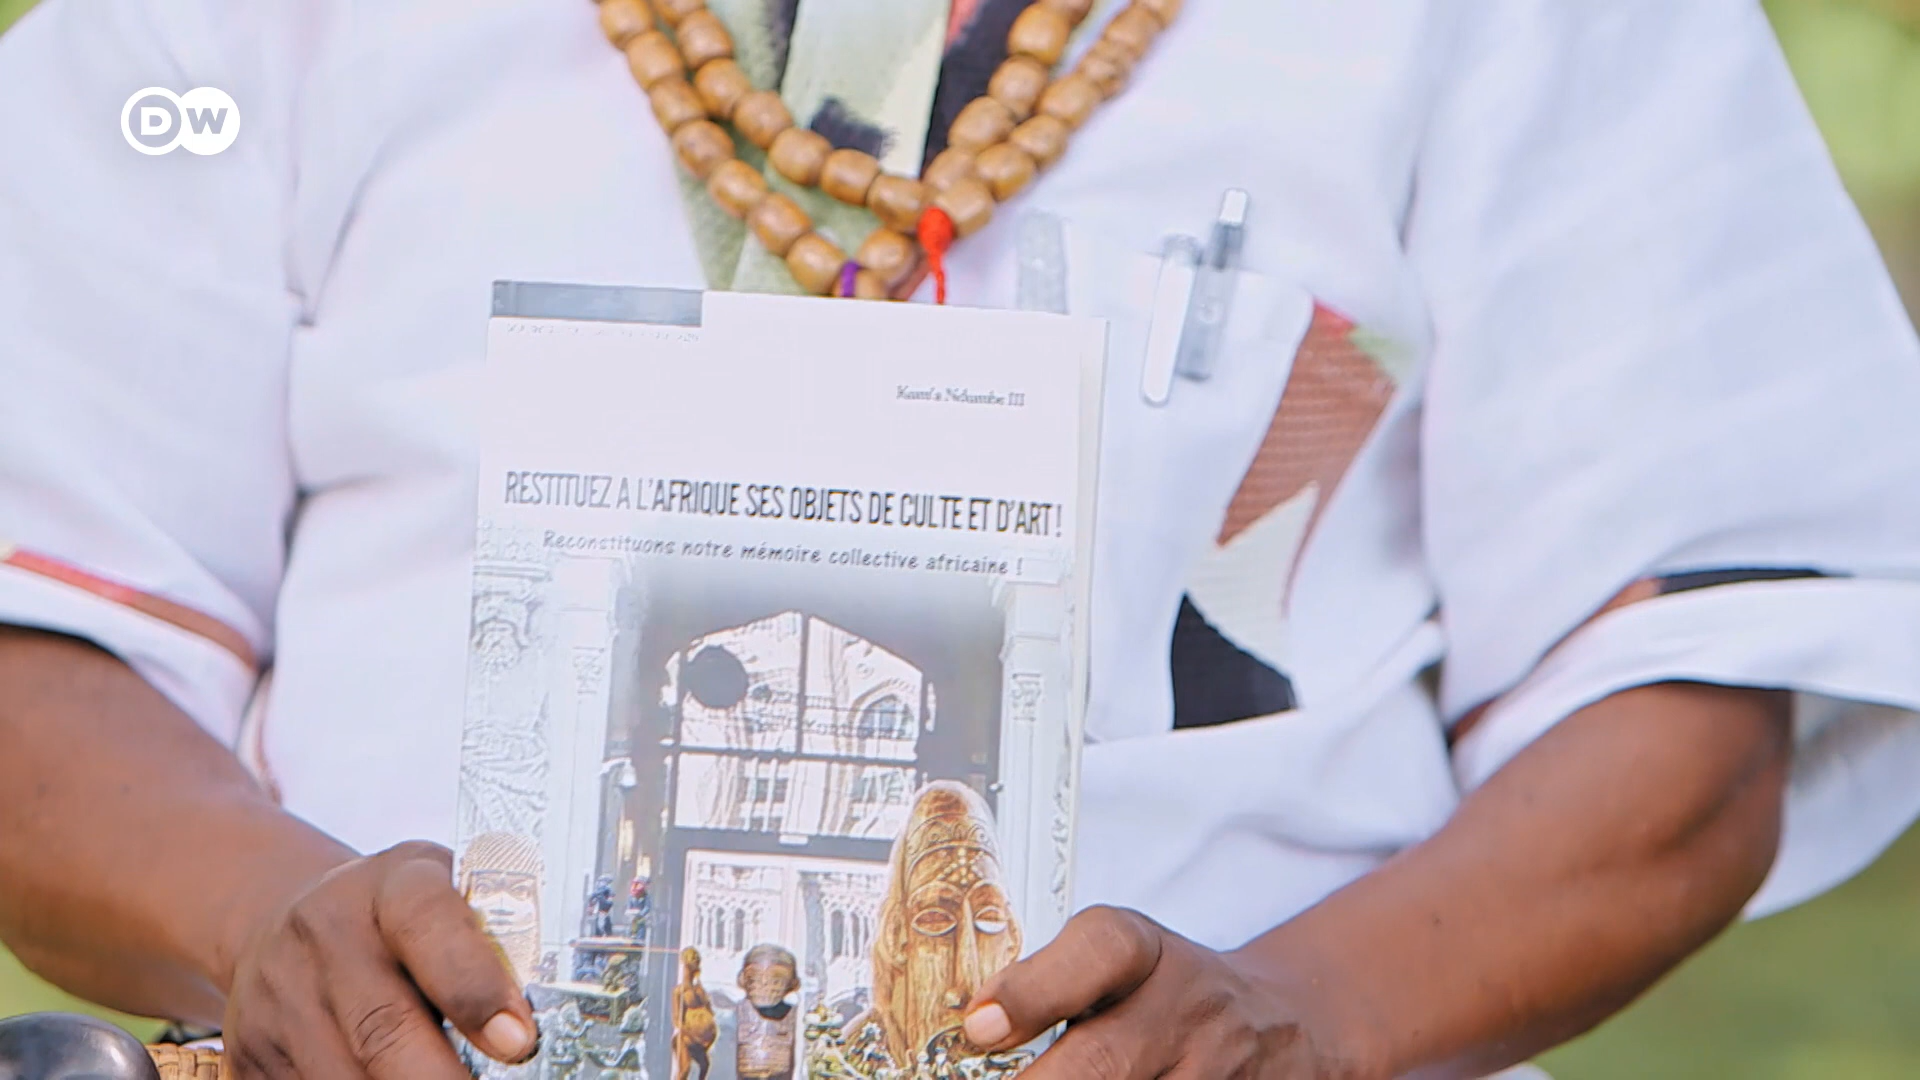 DW
Kum'a Ndumbe III
RESTITUEZ A L'AFRIQUE SES OBJETS DE CULTE ET D'ART !
Reconstituons notre mémoire collective africaine !